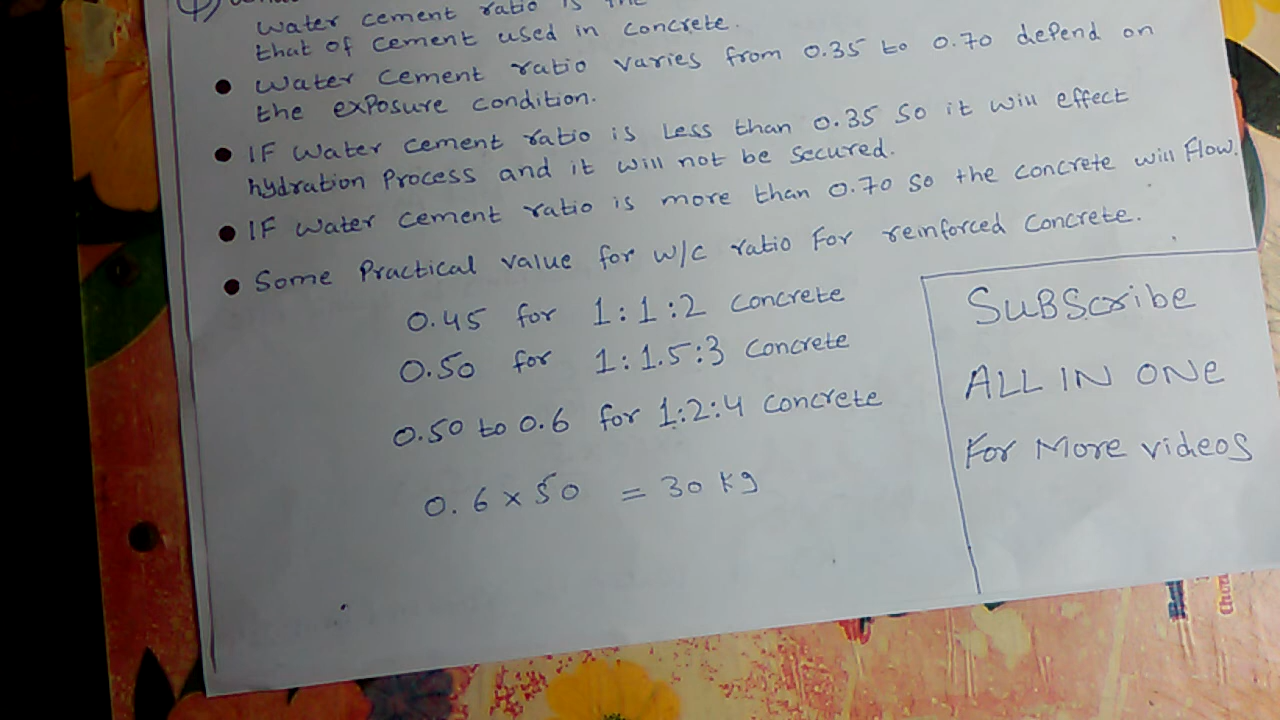 Water cement ratio is the
that of cement used in concrete.
Water cement ratio varies from 0.35 to 0.70 depend on
the exposure condition.
IF Water cement ratio is Less than 0.35 so it will effect
hydration Process and it will not be secured.
IF Water cement ratio is more than 0.70 so the concrete will flow.
Some Practical value for w/c ratio For reinforced Concrete.
0.45 for 1:1:2 Concrete
0.50 for 1:1.5:3 Concrete
0.50 to 0.6 for 1:2:4 Concrete
0.6 x 50 = 30 Kg
SUBScribe
ALL IN ONe
For More videos